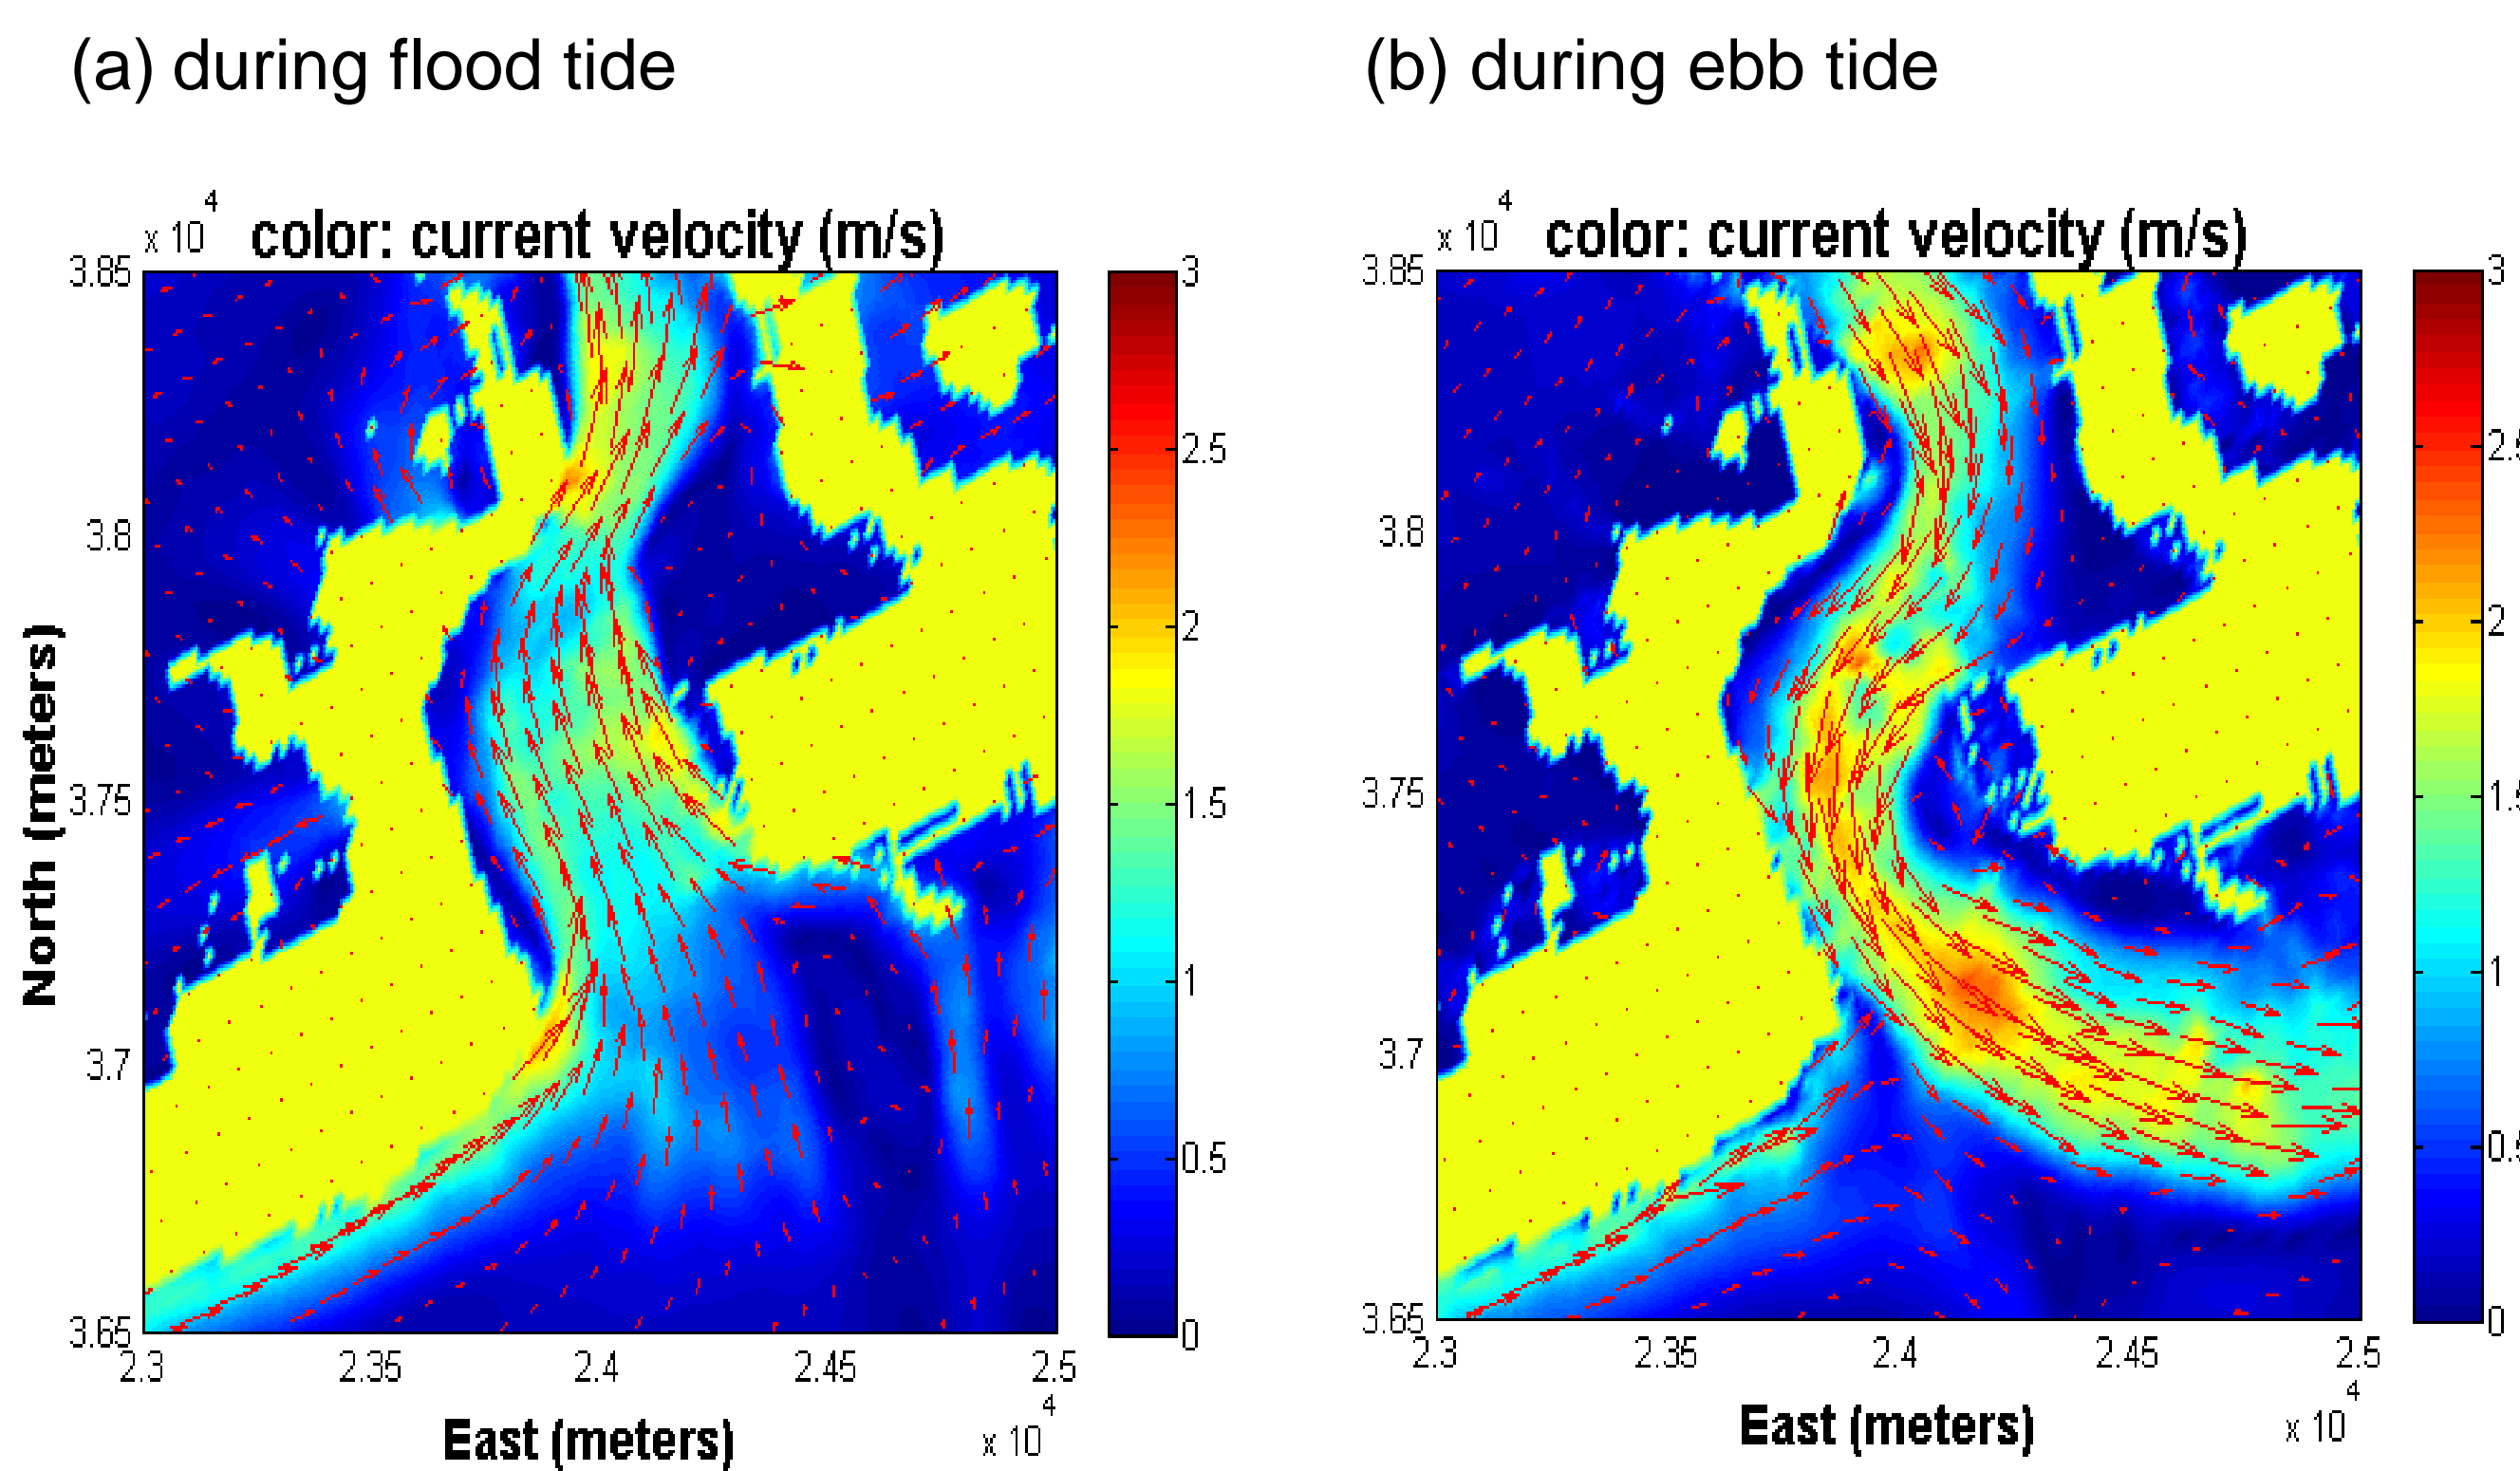 (a) during flood tide
(b) during ebb tide
x 10 4
color: current velocity (m/s)
x 10 4
color: current velocity (m/s)
3.85
3.8
3.75
3.7
3.65
North (meters)
2.3
2.35
2.4
2.45
2.5
East (meters)
x 10 4
3
2.5
2
1.5
1
0.5
0
3.85
3.8
3.75
3.7
3.65
2.3
2.35
2.4
2.45
2.5
East (meters)
x 10 4
3
2
1
0